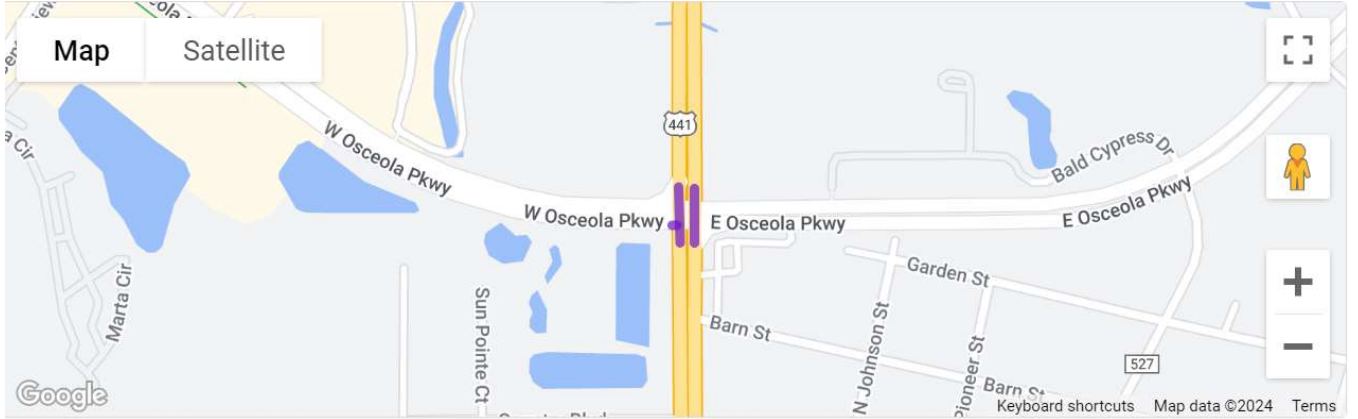 Map
Satellite
441
W Osceola Pkwy
Bald Cypress Dr
W Osceola Pkwy
E Osceola Pkwy
E Osceola Pkwy
Marta Cir
Sun Pointe Ct
Garden St
Barn St
N Johnson St
Pioneer St
527
Barn St
Google
Keyboard shortcuts
Map data ©2024
Terms